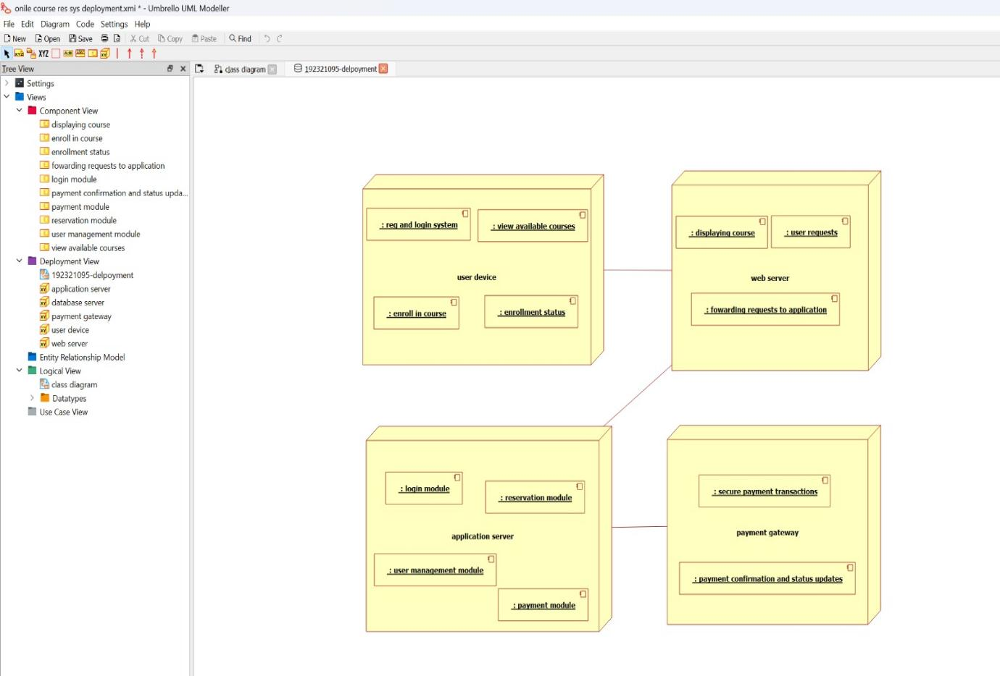 onile course res sys deployment.xmi * - Umbrello UML Modeller
File Edit Diagram Code Settings Help
New Open Save Cut Copy Paste Find
XYZ
Tree View
class diagram
192321095-delpoyment
Settings
Views
Component View
displaying course
enroll in course
enrollment status
fowarding requests to application
login module
payment confirmation and status upda...
payment module
reservation module
user management module
view available courses
Deployment View
192321095-delpoyment
application server
database server
payment gateway
user device
web server
Entity Relationship Model
Logical View
class diagram
Datatypes
Use Case View
: reg and login system
: view available courses
user device
: enroll in course
: enrollment status
: displaying course
: user requests
web server
: fowarding requests to application
: login module
: reservation module
application server
: user management module
: payment module
: secure payment transactions
payment gateway
: payment confirmation and status updates